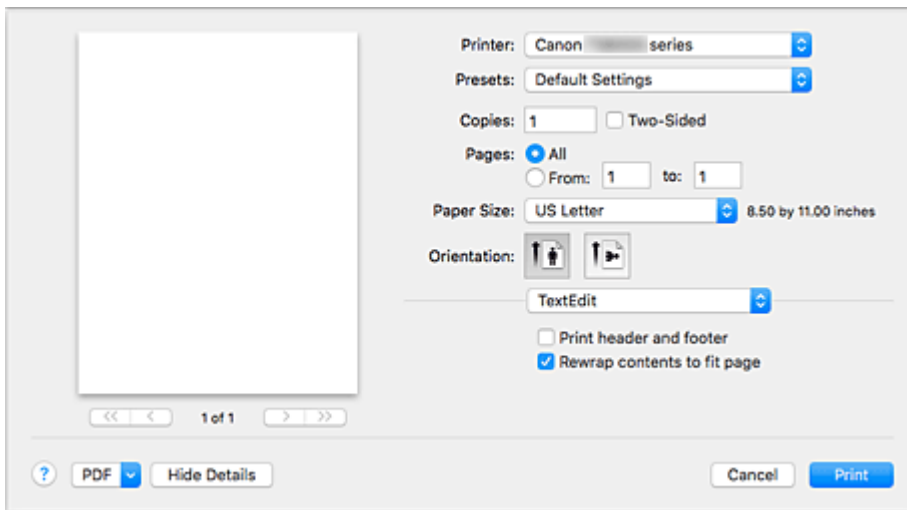 Printer: Canon series
Presets: Default Settings
Copies: 1 Two-Sided
Pages: All
From: 1 to: 1
Paper Size: US Letter 8.50 by 11.00 inches
Orientation:
TextEdit
Print header and footer
Rewrap contents to fit page
<< < 1 of 1 > >>
? PDF Hide Details Cancel Print